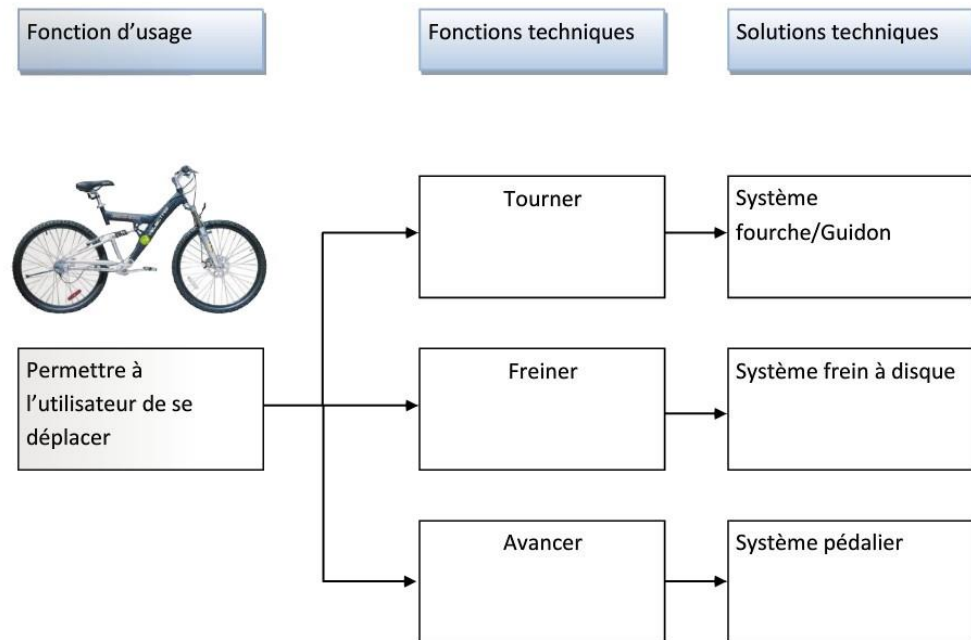 Fonction d’usage
Fonctions techniques
Solutions techniques
Tourner
Système
fourche/Guidon
Permettre à
l’utilisateur de se
déplacer
Freiner
Système frein à disque
Avancer
Système pédalier